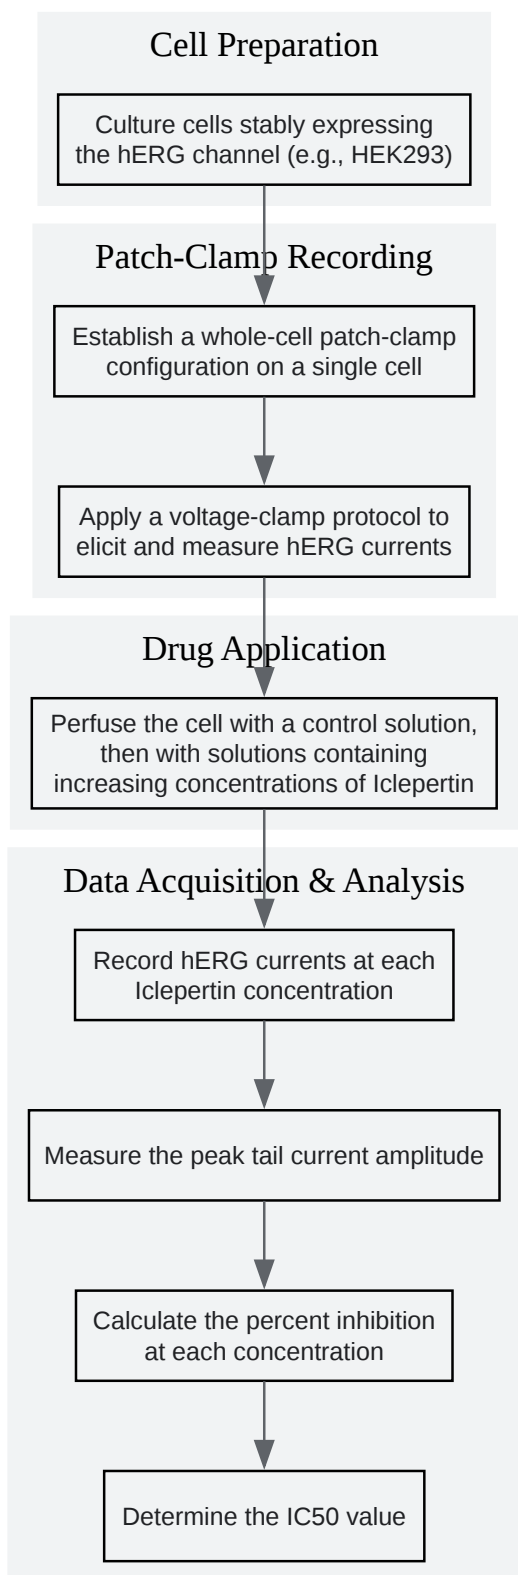 Cell Preparation
Culture cells stably expressing
the hERG channel (e.g., HEK293)
Patch-Clamp Recording
Establish a whole-cell patch-clamp
configuration on a single cell
Apply a voltage-clamp protocol to
elicit and measure hERG currents
Drug Application
Perfuse the cell with a control solution,
then with solutions containing
increasing concentrations of Iclepertin
Data Acquisition & Analysis
Record hERG currents at each
Iclepertin concentration
Measure the peak tail current amplitude
Calculate the percent inhibition
at each concentration
Determine the IC50 value